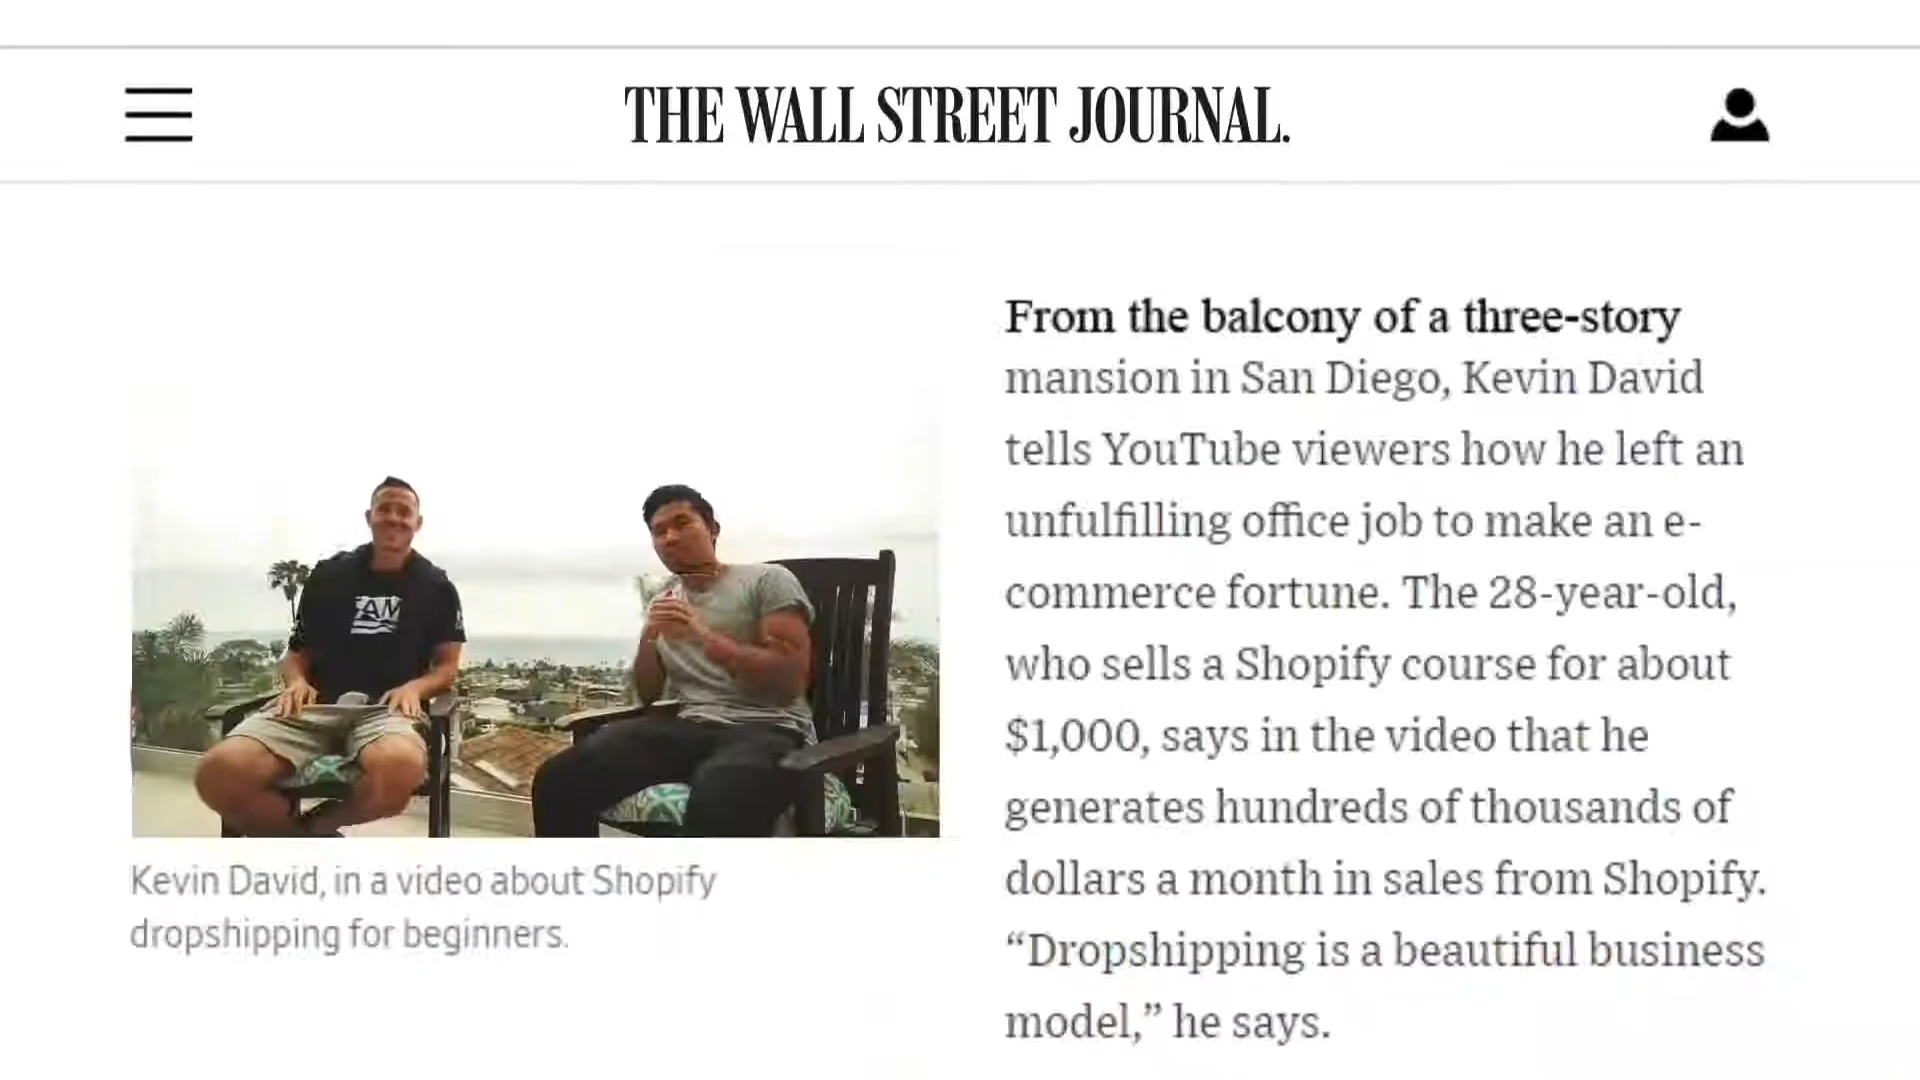 THE WALL STREET JOURNAL.
From the balcony of a three-story
mansion in San Diego, Kevin David
tells YouTube viewers how he left an
unfulfilling office job to make an e-
commerce fortune. The 28-year-old,
who sells a Shopify course for about
$1,000, says in the video that he
generates hundreds of thousands of
dollars a month in sales from Shopify.
“Dropshipping is a beautiful business
model,” he says.
AM
Kevin David, in a video about Shopify
dropshipping for beginners.